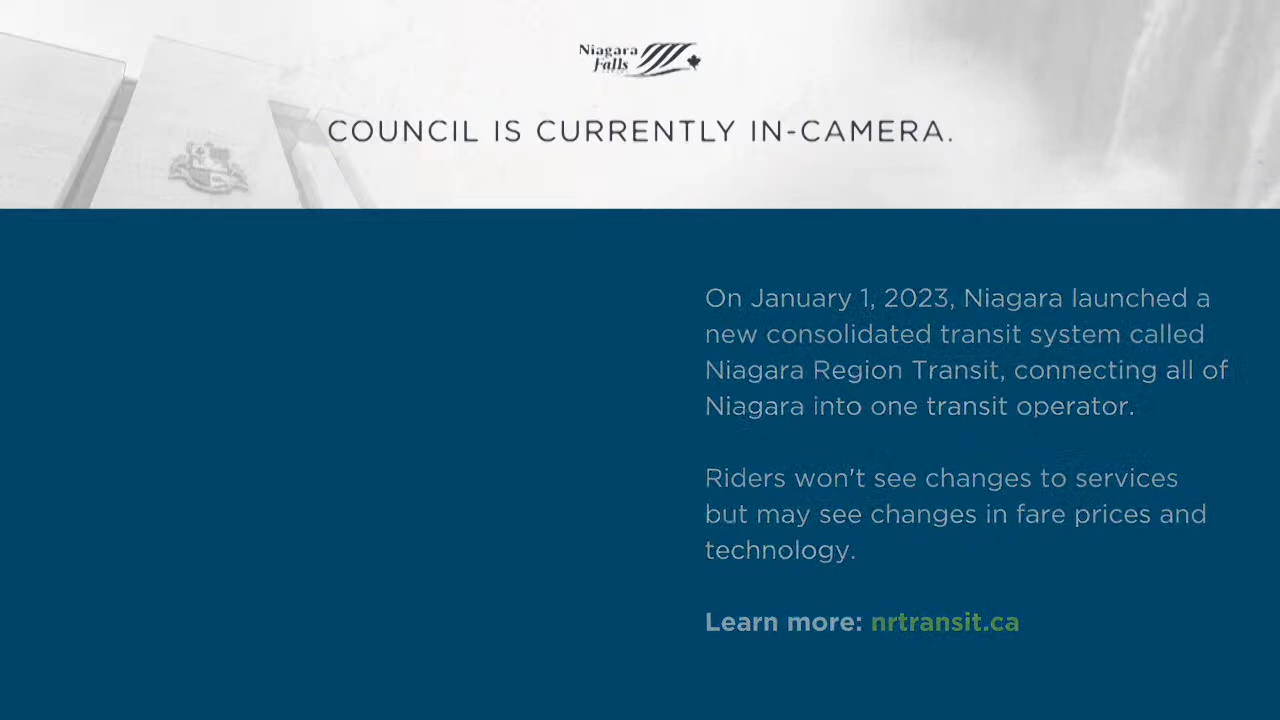 Niagara
Falls
COUNCIL IS CURRENTLY IN-CAMERA.
On January 1, 2023, Niagara launched a
new consolidated transit system called
Niagara Region Transit, connecting all of
Niagara into one transit operator.
Riders won't see changes to services
but may see changes in fare prices and
technology.
Learn more: nrtransit.ca